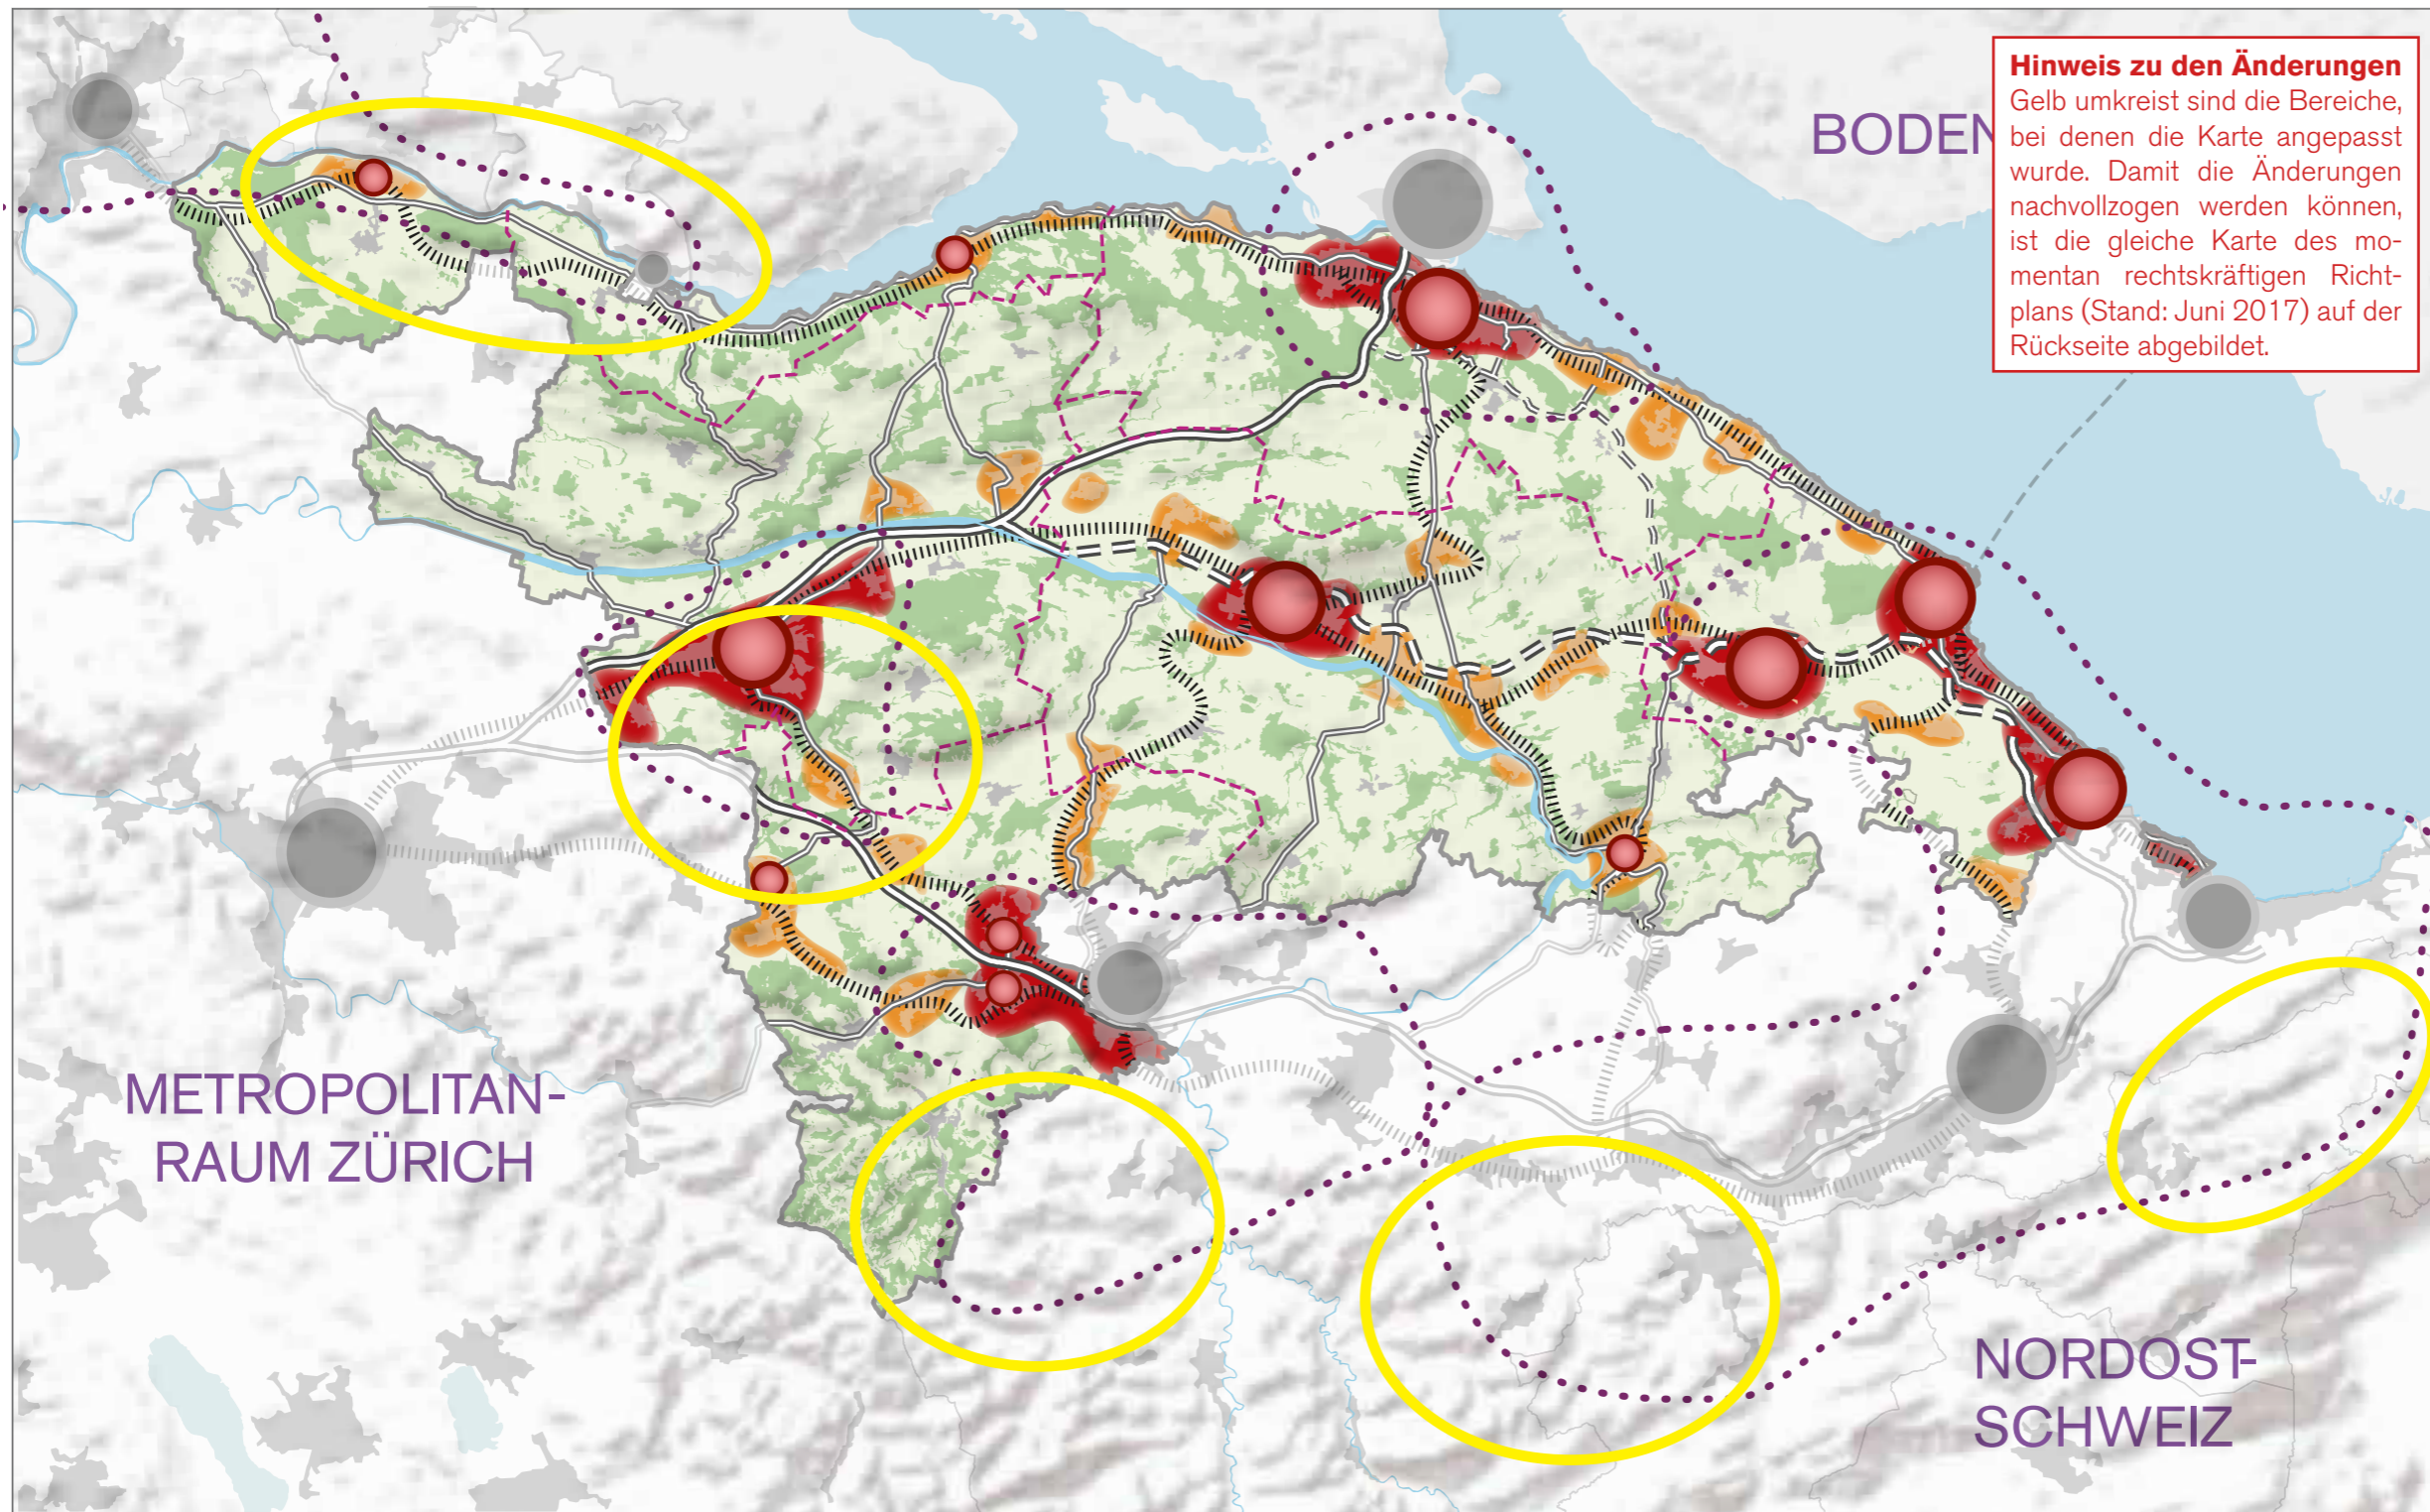 BODEN
Hinweis zu den Änderungen
Gelb umkreist sind die Bereiche,
bei denen die Karte angepasst
wurde. Damit die Änderungen
nachvollzogen werden können,
ist die gleiche Karte des mo-
mentan rechtskräftigen Richt-
plans (Stand: Juni 2017) auf der
Rückseite abgebildet.
METROPOLITAN-
RAUM ZÜRICH
NORDOST-
SCHWEIZ